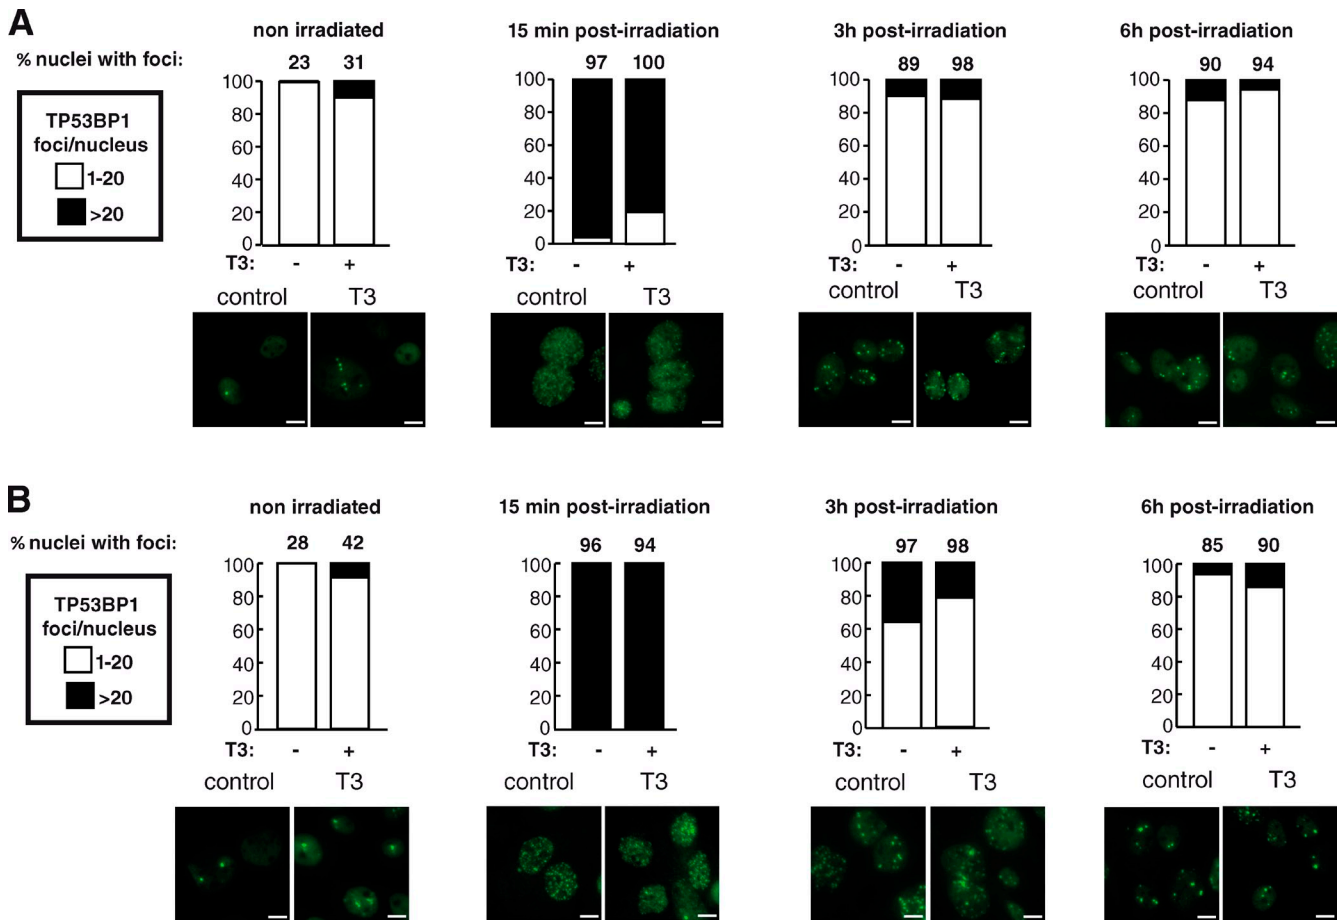 A
non irradiated
15 min post-irradiation
3h post-irradiation
6h post-irradiation
% nuclei with foci:
23 31
97 100
89 98
90 94
TP53BP1
foci/nucleus
1-20
>20
100
80
60
40
20
0
100
80
60
40
20
0
100
80
60
40
20
0
100
80
60
40
20
0
T3: - +
T3: - +
T3: - +
T3: - +
control T3
control T3
control T3
control T3
B
non irradiated
15 min post-irradiation
3h post-irradiation
6h post-irradiation
% nuclei with foci:
28 42
96 94
97 98
85 90
TP53BP1
foci/nucleus
1-20
>20
100
80
60
40
20
0
100
80
60
40
20
0
100
80
60
40
20
0
100
80
60
40
20
0
T3: - +
T3: - +
T3: - +
T3: - +
control T3
control T3
control T3
control T3